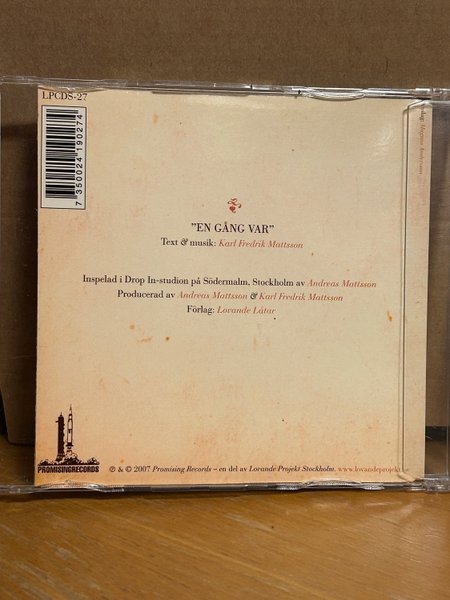 LPCDS-27
7 350024 190274
"EN GÅNG VAR"
Text & musik: Karl Fredrik Mattsson
Inspelad i Drop In-studion på Södermalm, Stockholm av Andreas Mattsson
Producerad av Andreas Mattsson & Karl Fredrik Mattsson
Förlag: Lovande Låtar
PROMISINGRECORDS
℗ & © 2007 Promising Records – en del av Lovande Projekt Stockholm. www.lovandeprojekt.se